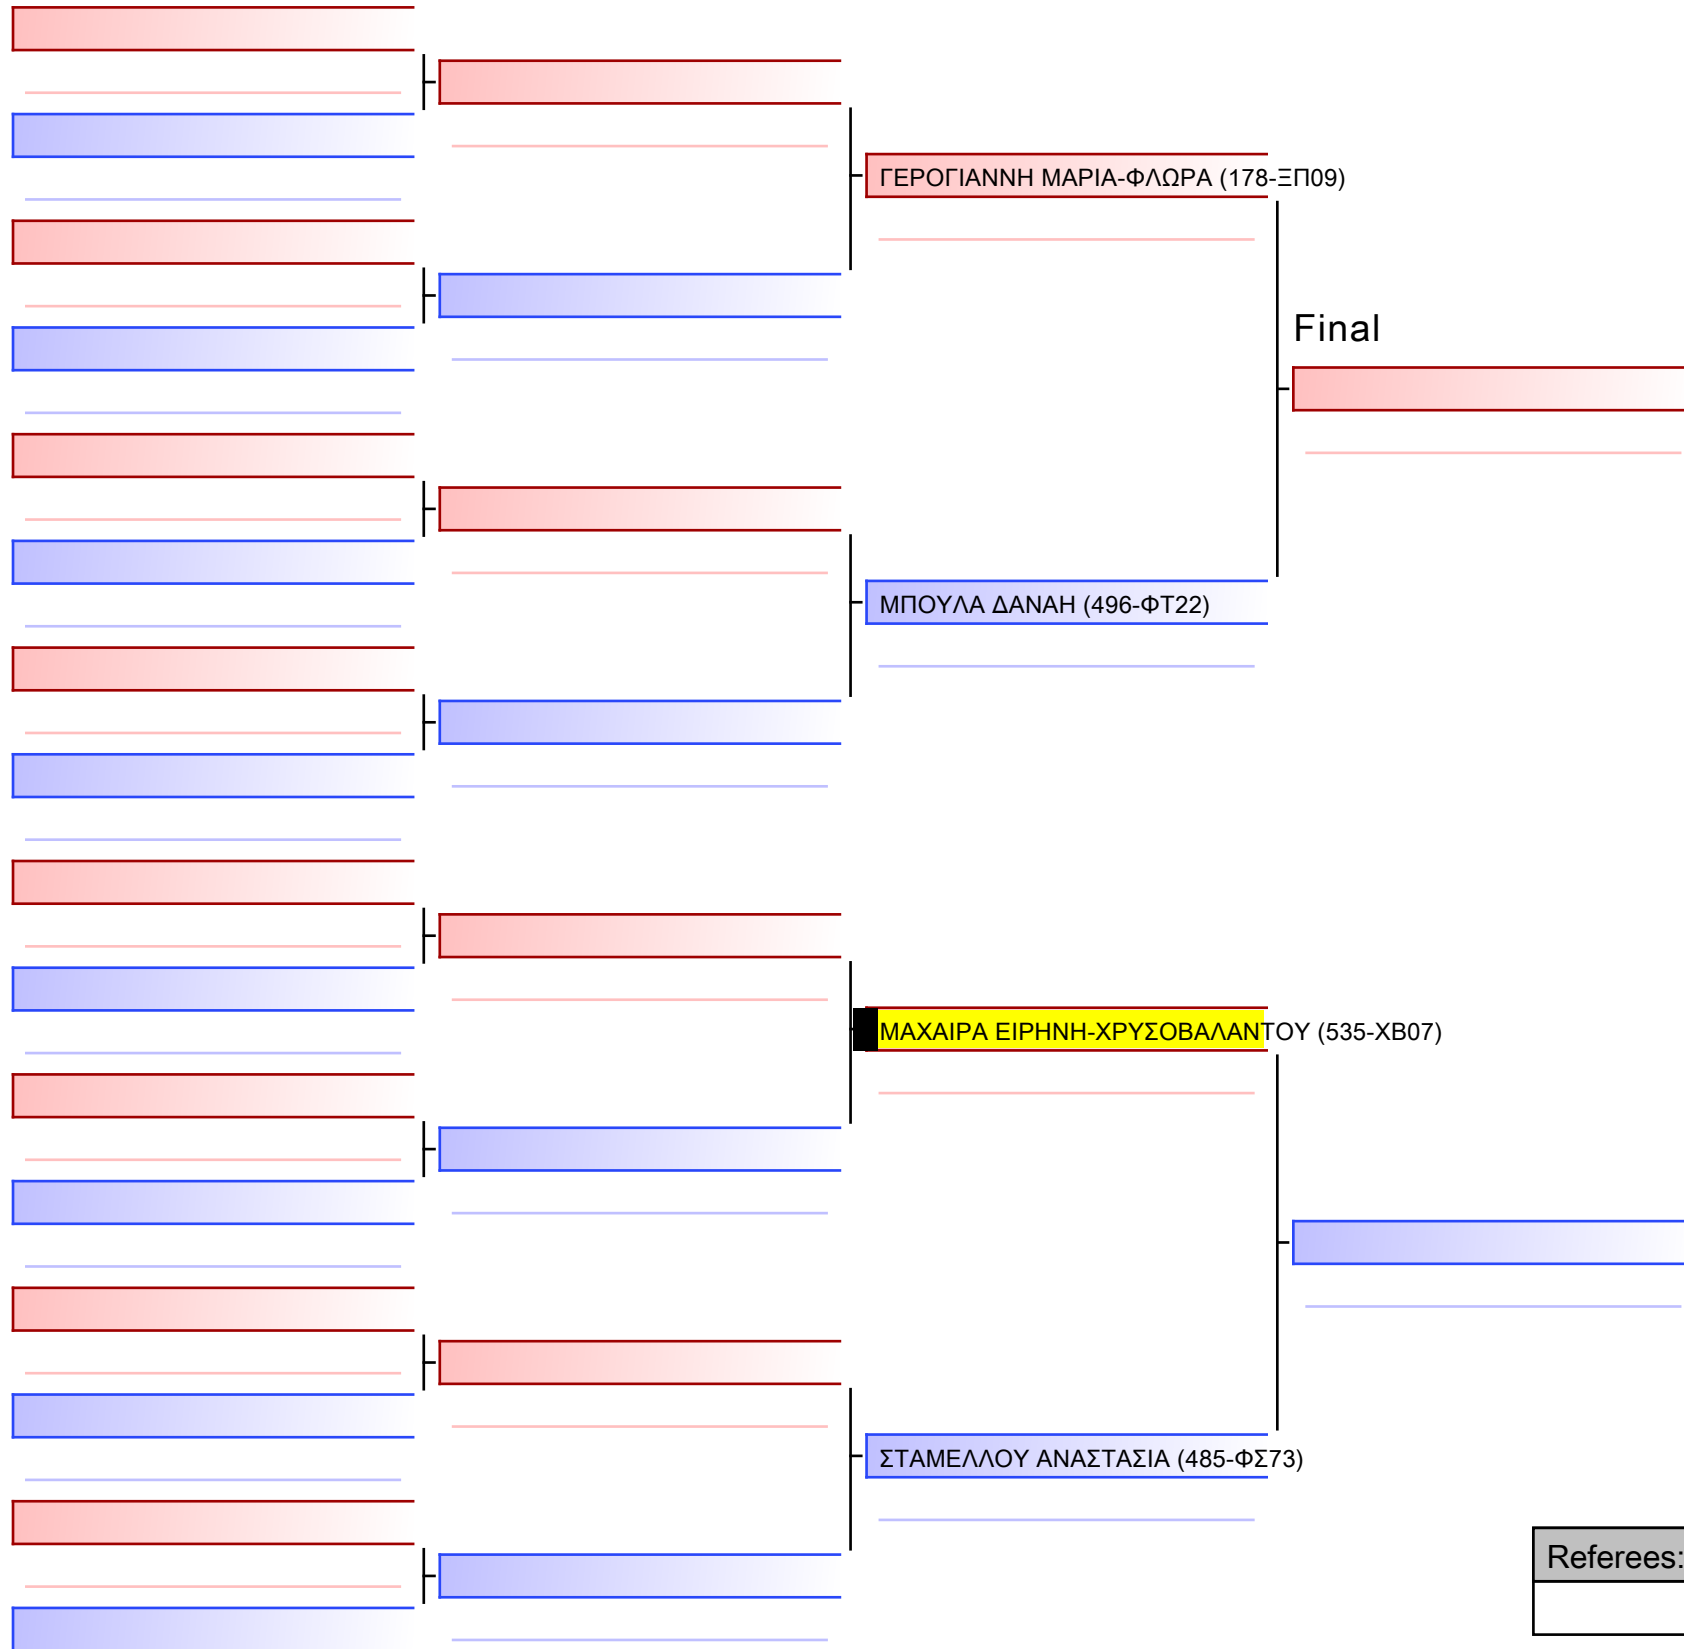 ΓΕΡΟΓΙΑΝΝΗ ΜΑΡΙΑ-ΦΛΩΡΑ (178-ΞΠ09)
Final
ΜΠΟΥΛΑ ΔΑΝΑΗ (496-ΦΤ22)
ΜΑΧΑΙΡΑ ΕΙΡΗΝΗ-ΧΡΥΣΟΒΑΛΑΝΤΟΥ (535-ΧΒ07)
ΣΤΑΜΕΛΛΟΥ ΑΝΑΣΤΑΣΙΑ (485-ΦΣ73)
Referees: